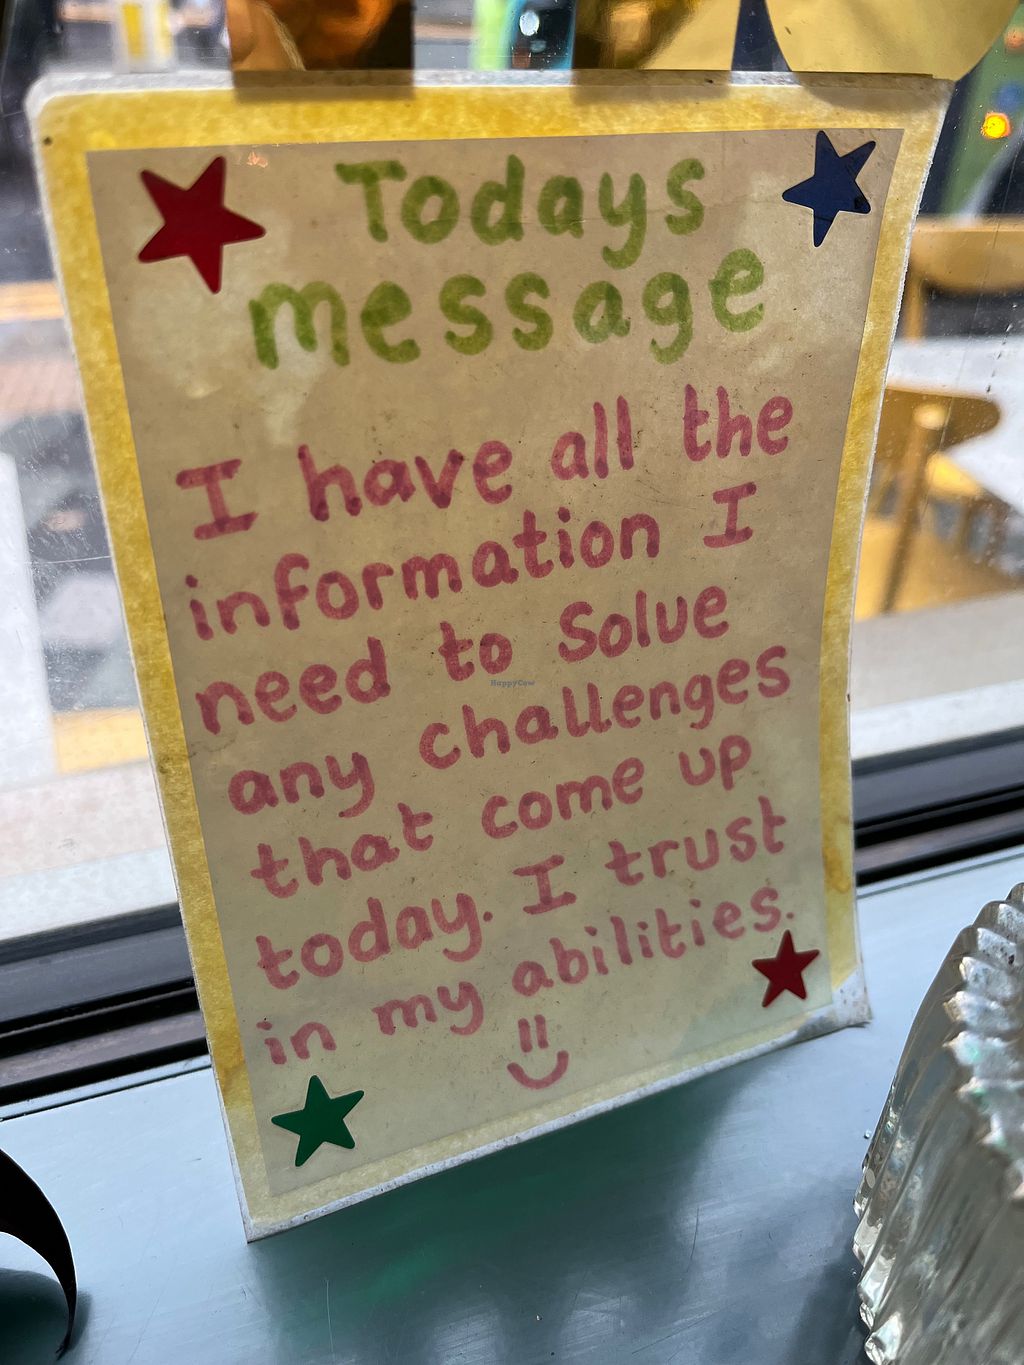 Todays
message
I have all the
information I
need to Solve
any challenges
that come up
today. I trust
in my abilities.
HappyCow